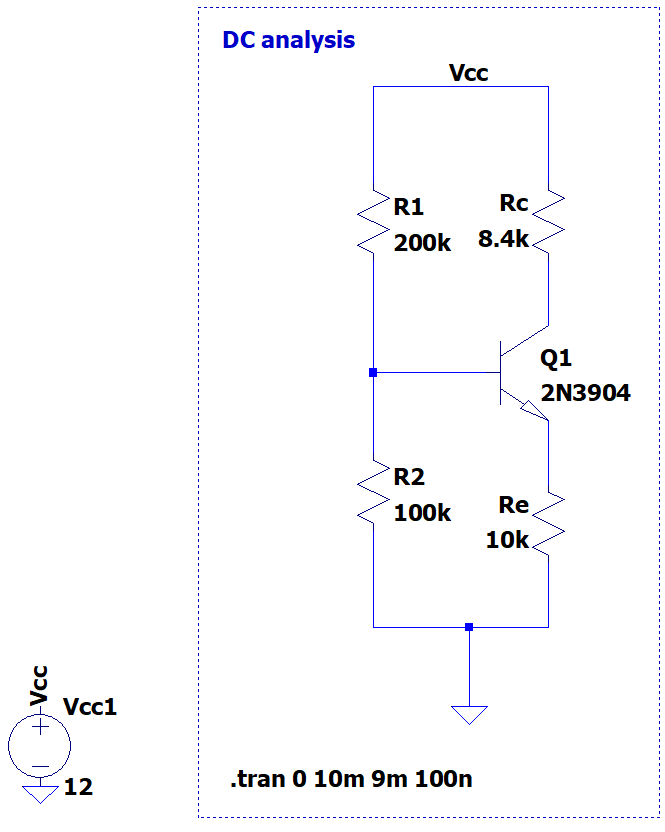 DC analysis
Vcc
R1
200k
Rc
8.4k
Q1
2N3904
R2
100k
Re
10k
Vcc
Vcc1
12
.tran 0 10m 9m 100n